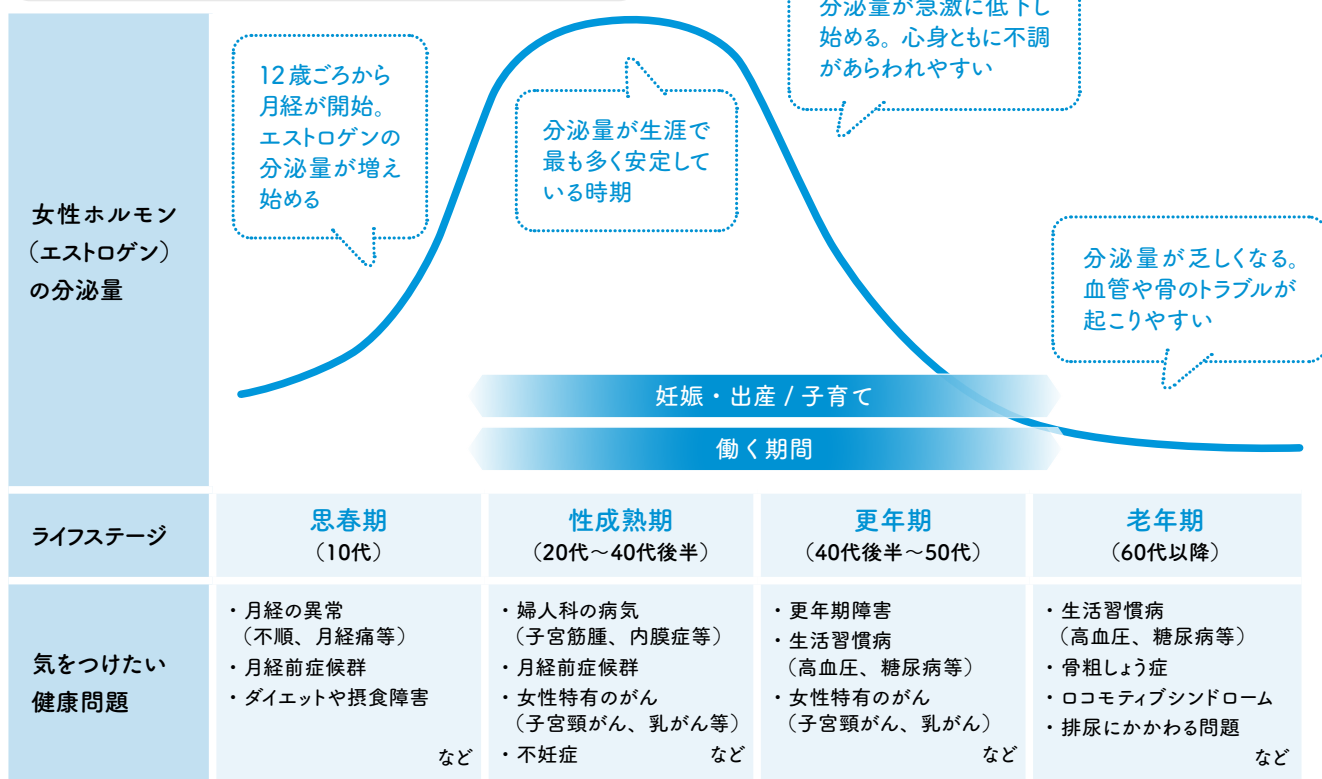 分泌量が急激に低下し
始める。心身ともに不調
があらわれやすい
12歳ごろから
月経が開始。
エストロゲンの
分泌量が増え
始める
分泌量が生涯で
最も多く安定して
いる時期
女性ホルモン
（エストロゲン）
の分泌量
分泌量が乏しくなる。
血管や骨のトラブルが
起こりやすい
妊娠・出産 / 子育て
働く期間
ライフステージ
思春期
（10代）
性成熟期
（20代～40代後半）
更年期
（40代後半～50代）
老年期
（60代以降）
気をつけたい
健康問題
・月経の異常
（不順、月経痛等）
・月経前症候群
・ダイエットや摂食障害
など
・婦人科の病気
（子宮筋腫、内膜症等）
・月経前症候群
・女性特有のがん
（子宮頸がん、乳がん等）
・不妊症 など
・更年期障害
・生活習慣病
（高血圧、糖尿病等）
・女性特有のがん
（子宮頸がん、乳がん）
など
・生活習慣病
（高血圧、糖尿病等）
・骨粗しょう症
・ロコモティブシンドローム
・排尿にかかわる問題
など